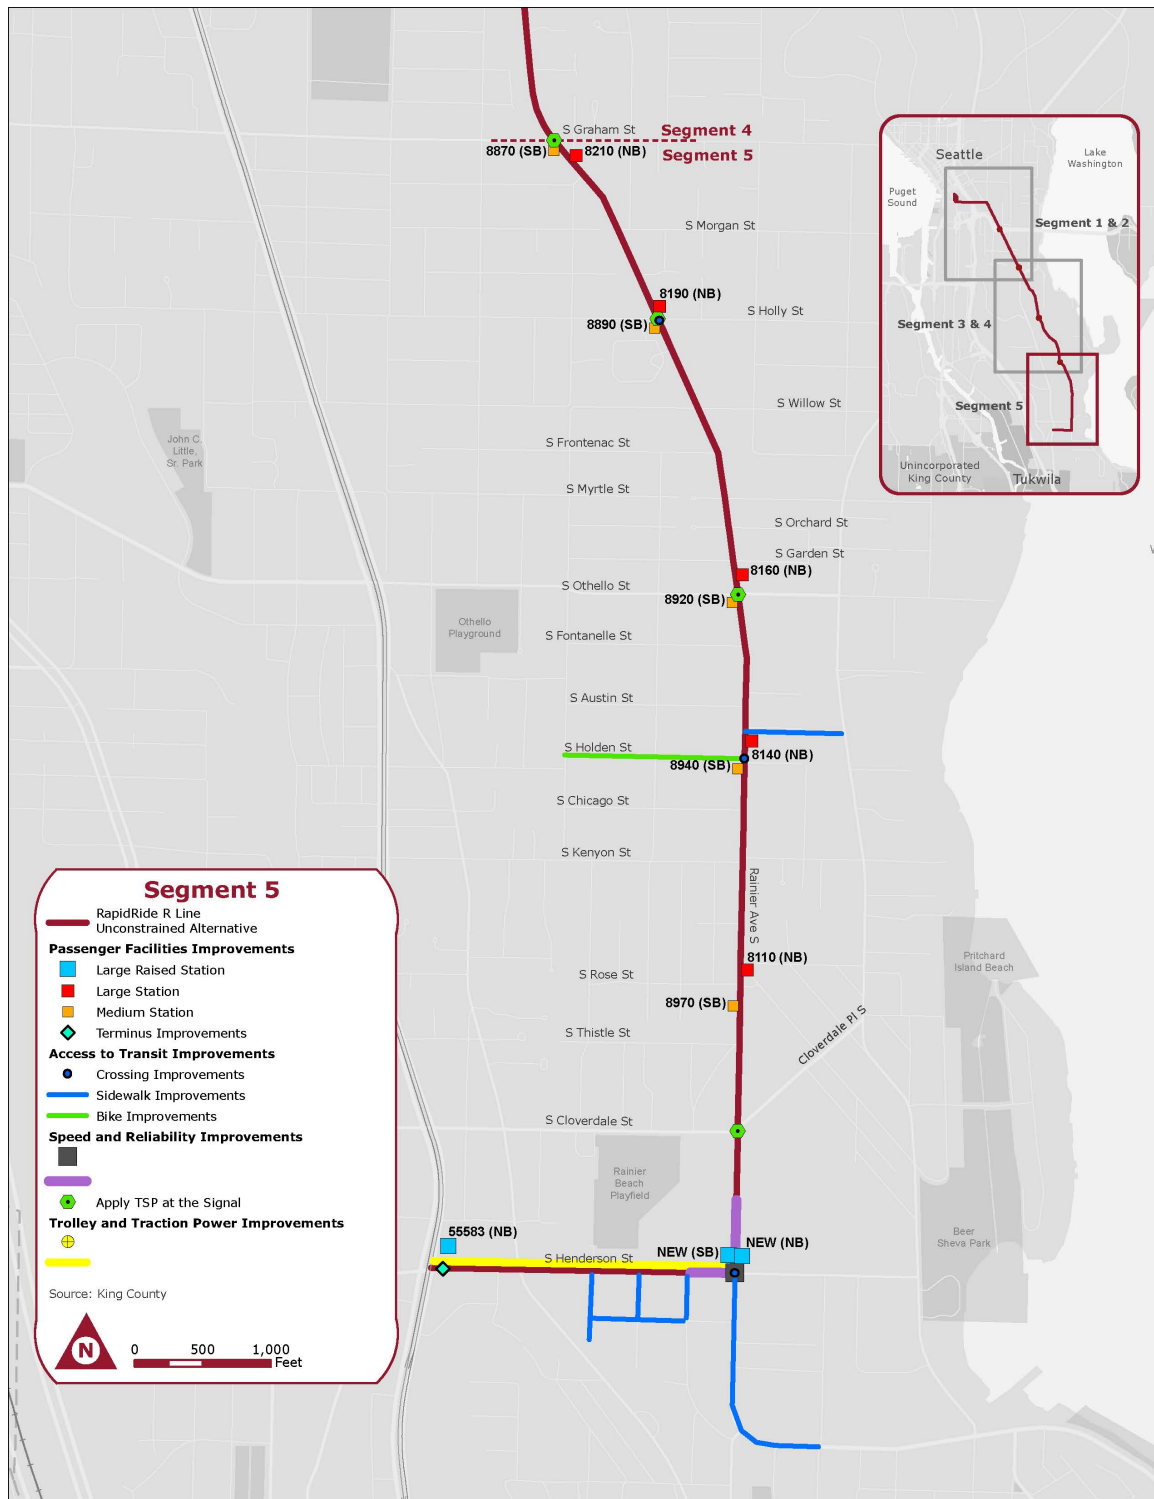 S Graham St
Segment 4
8870 (SB)
8210 (NB)
Segment 5
S Morgan St
8190 (NB)
S Holly St
8890 (SB)
S Willow St
S Frontenac St
S Myrtle St
S Orchard St
S Garden St
8160 (NB)
S Othello St
8920 (SB)
S Fontanelle St
S Austin St
S Holden St
8140 (NB)
8940 (SB)
S Chicago St
S Kenyon St
Rainier Ave S
8110 (NB)
S Rose St
8970 (SB)
S Thistle St
Cloverdale Pl S
S Cloverdale St
55583 (NB)
S Henderson St
NEW (SB)
NEW (NB)
John C.
Little,
Sr. Park
Othello
Playground
Pritchard
Island Beach
Rainier
Beach
Playfield
Beer
Sheva Park
Seattle
Lake
Washington
Puget
Sound
Segment 1 & 2
Segment 3 & 4
Segment 5
Unincorporated
King County
Tukwila
Segment 5
RapidRide R Line
Unconstrained Alternative
Passenger Facilities Improvements
Large Raised Station
Large Station
Medium Station
Terminus Improvements
Access to Transit Improvements
Crossing Improvements
Sidewalk Improvements
Bike Improvements
Speed and Reliability Improvements
Apply TSP at the Signal
Trolley and Traction Power Improvements
Source: King County
N
0 500 1,000
Feet